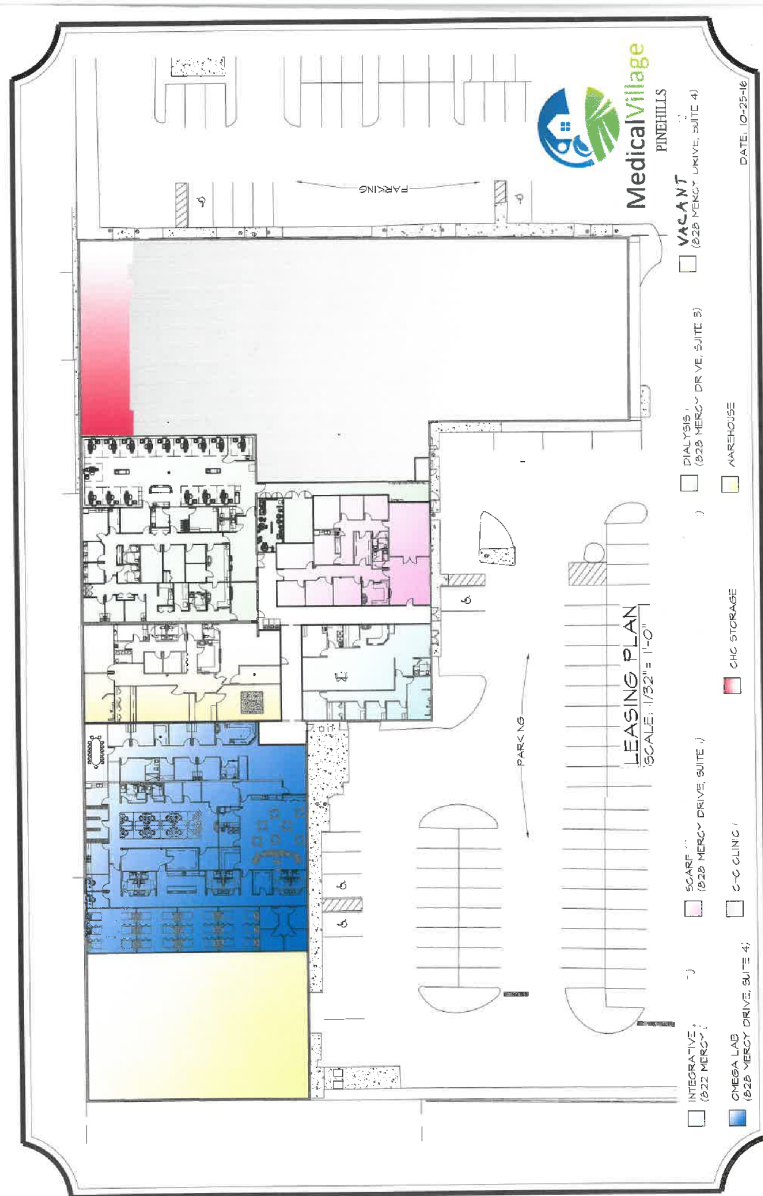 MedicalVillage
PINEHILLS
PARKING
PARKING
LEASING PLAN
SCALE: 1/32" = 1'-0"
INTEGRATIVE
(822 MERCY
SCARF
(828 MERCY DRIVE, SUITE 1)
DIALYSIS
(828 MERCY DRIVE, SUITE 3)
VACANT
(828 MERCY DRIVE, SUITE 4)
OMEGA LAB
(828 MERCY DRIVE, SUITE 4)
CHC CLINIC
CHC STORAGE
WAREHOUSE
DATE: 10-25-16